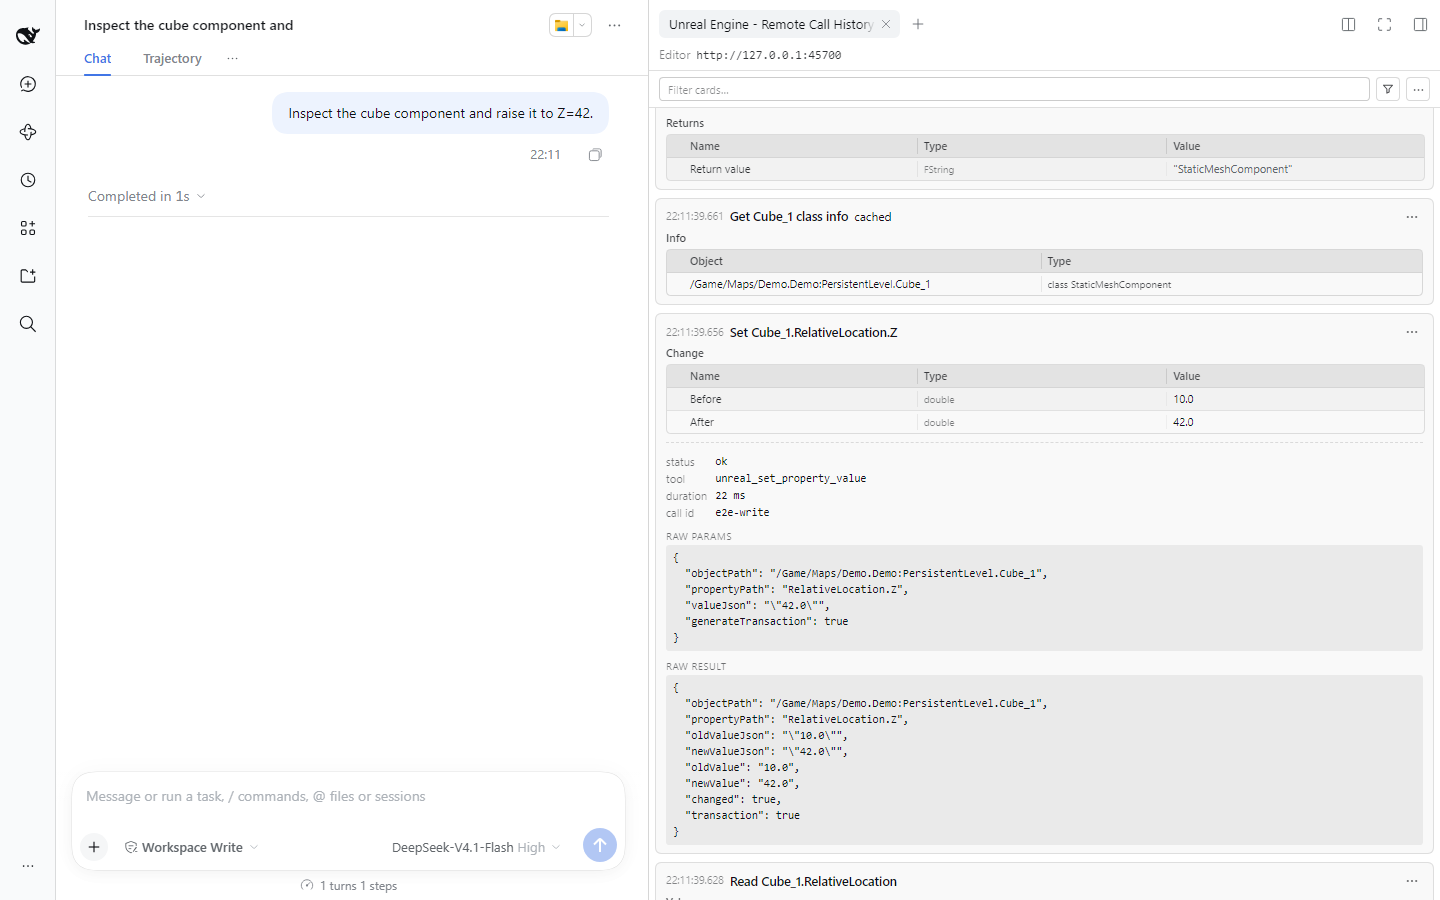 Inspect the cube component and
Chat
Trajectory
Inspect the cube component and raise it to Z=42.
22:11
Completed in 1s
Message or run a task, / commands, @ files or sessions
Workspace Write
DeepSeek-V4.1-Flash High
1 turns 1 steps
Unreal Engine - Remote Call History
Editor http://127.0.0.1:45700
Filter cards...
Returns
Name Type Value
Return value FString "StaticMeshComponent"
22:11:39.661 Get Cube_1 class info cached
Info
Object Type
/Game/Maps/Demo.Demo:PersistentLevel.Cube_1 class StaticMeshComponent
22:11:39.656 Set Cube_1.RelativeLocation.Z
Change
Name Type Value
Before double 10.0
After double 42.0
status ok
tool unreal_set_property_value
duration 22 ms
call id e2e-write
RAW PARAMS
{
"objectPath": "/Game/Maps/Demo.Demo:PersistentLevel.Cube_1",
"propertyPath": "RelativeLocation.Z",
"valueJson": "\"42.0\"",
"generateTransaction": true
}
RAW RESULT
{
"objectPath": "/Game/Maps/Demo.Demo:PersistentLevel.Cube_1",
"propertyPath": "RelativeLocation.Z",
"oldValueJson": "\"10.0\"",
"newValueJson": "\"42.0\"",
"oldValue": "10.0",
"newValue": "42.0",
"changed": true,
"transaction": true
}
22:11:39.628 Read Cube_1.RelativeLocation